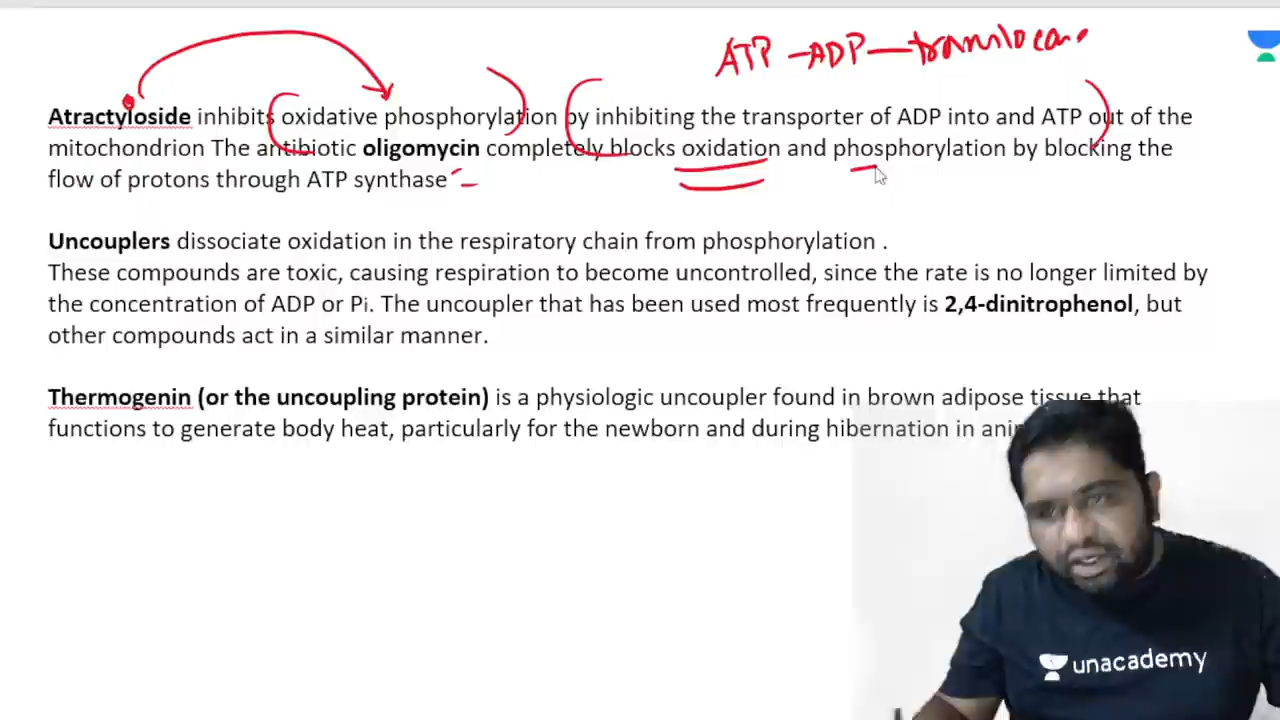 ATP - ADP - translocase
Atractyloside inhibits oxidative phosphorylation by inhibiting the transporter of ADP into and ATP out of the
mitochondrion The antibiotic oligomycin completely blocks oxidation and phosphorylation by blocking the
flow of protons through ATP synthase
Uncouplers dissociate oxidation in the respiratory chain from phosphorylation .
These compounds are toxic, causing respiration to become uncontrolled, since the rate is no longer limited by
the concentration of ADP or Pi. The uncoupler that has been used most frequently is 2,4-dinitrophenol, but
other compounds act in a similar manner.
Thermogenin (or the uncoupling protein) is a physiologic uncoupler found in brown adipose tissue that
functions to generate body heat, particularly for the newborn and during hibernation in
unacademy